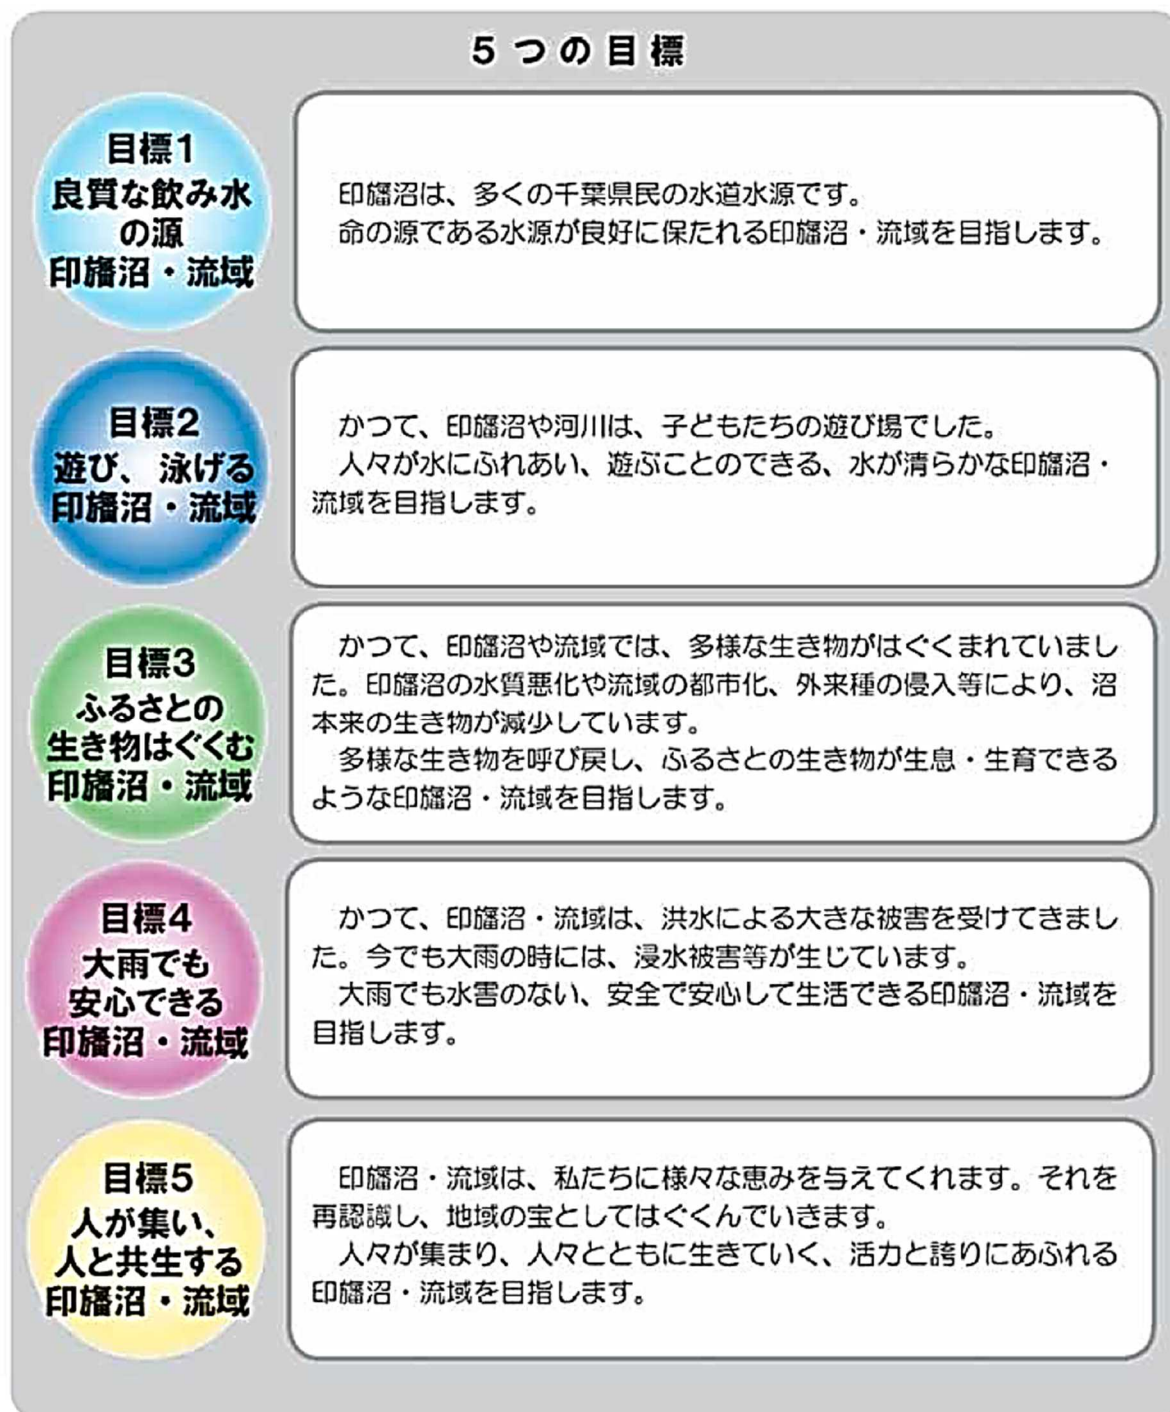 5つの目標
目標1
良質な飲み水
の源
印旛沼・流域
印旛沼は、多くの千葉県民の水道水源です。
命の源である水源が良好に保たれる印旛沼・流域を目指します。
目標2
遊び、泳げる
印旛沼・流域
かつて、印旛沼や河川は、子どもたちの遊び場でした。
人々が水にふれあい、遊ぶことのできる、水が清らかな印旛沼・
流域を目指します。
目標3
ふるさとの
生き物はぐくむ
印旛沼・流域
かつて、印旛沼や流域では、多様な生き物がはぐくまれていまし
た。印旛沼の水質悪化や流域の都市化、外来種の侵入等により、沼
本来の生き物が減少しています。
多様な生き物を呼び戻し、ふるさとの生き物が生息・生育できる
ような印旛沼・流域を目指します。
目標4
大雨でも
安心できる
印旛沼・流域
かつて、印旛沼・流域は、洪水による大きな被害を受けてきまし
た。今でも大雨の時には、浸水被害等が生じています。
大雨でも水害のない、安全で安心して生活できる印旛沼・流域を
目指します。
目標5
人が集い、
人と共生する
印旛沼・流域
印旛沼・流域は、私たちに様々な恵みを与えてくれます。それを
再認識し、地域の宝としてはぐくんでいきます。
人々が集まり、人々とともに生きていく、活力と誇りにあふれる
印旛沼・流域を目指します。